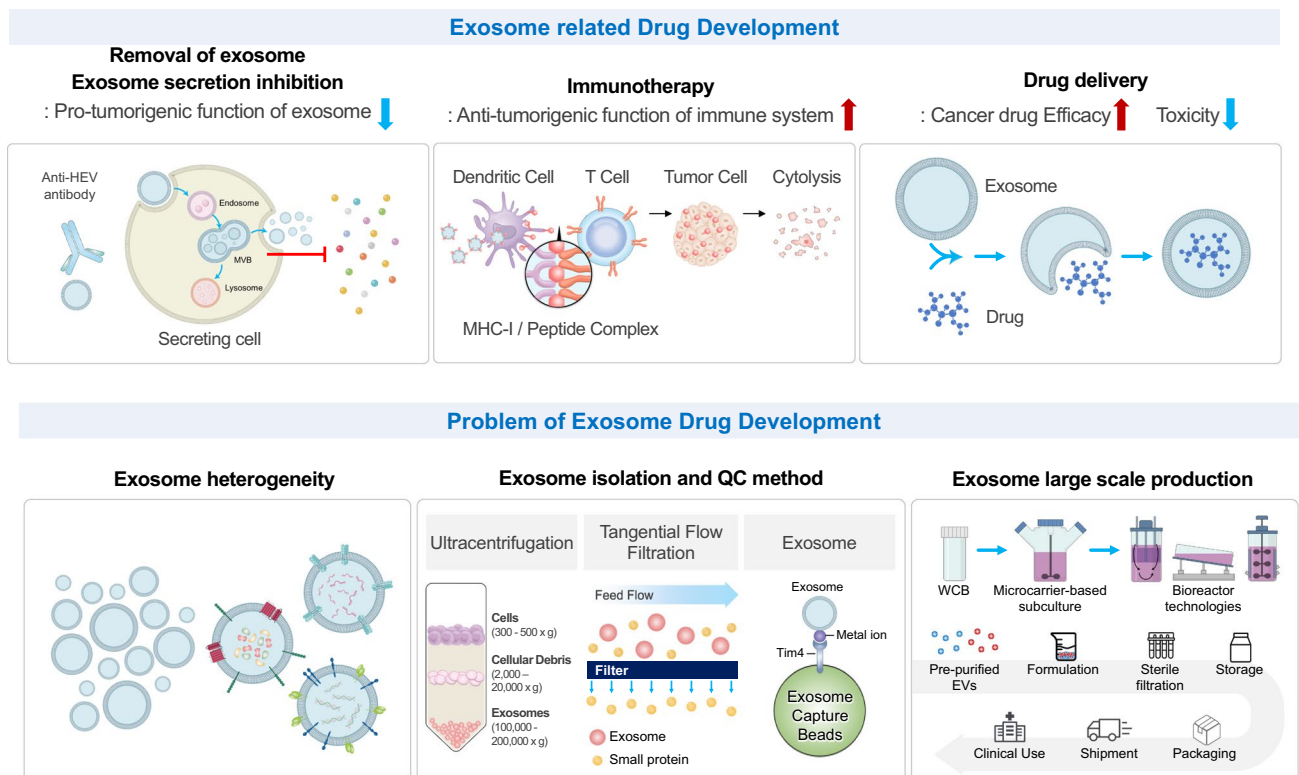 Exosome related Drug Development
Removal of exosome
Exosome secretion inhibition
: Pro-tumorigenic function of exosome
Immunotherapy
: Anti-tumorigenic function of immune system
Drug delivery
: Cancer drug Efficacy
Toxicity
Anti-HEV
antibody
Endosome
MVB
Lysosome
Secreting cell
Dendritic Cell
T Cell
Tumor Cell
Cytolysis
MHC-I / Peptide Complex
Exosome
Drug
Problem of Exosome Drug Development
Exosome heterogeneity
Exosome isolation and QC method
Ultracentrifugation
Cells
(300 - 500 x g)
Cellular Debris
(2,000 –
20,000 x g)
Exosomes
(100,000 -
200,000 x g)
Tangential Flow
Filtration
Feed Flow
Filter
Exosome
Small protein
Exosome
Exosome
Metal ion
Tim4
Exosome
Capture
Beads
Exosome large scale production
WCB
Microcarrier-based
subculture
Bioreactor
technologies
Pre-purified
EVs
Formulation
Sterile
filtration
Storage
Clinical Use
Shipment
Packaging